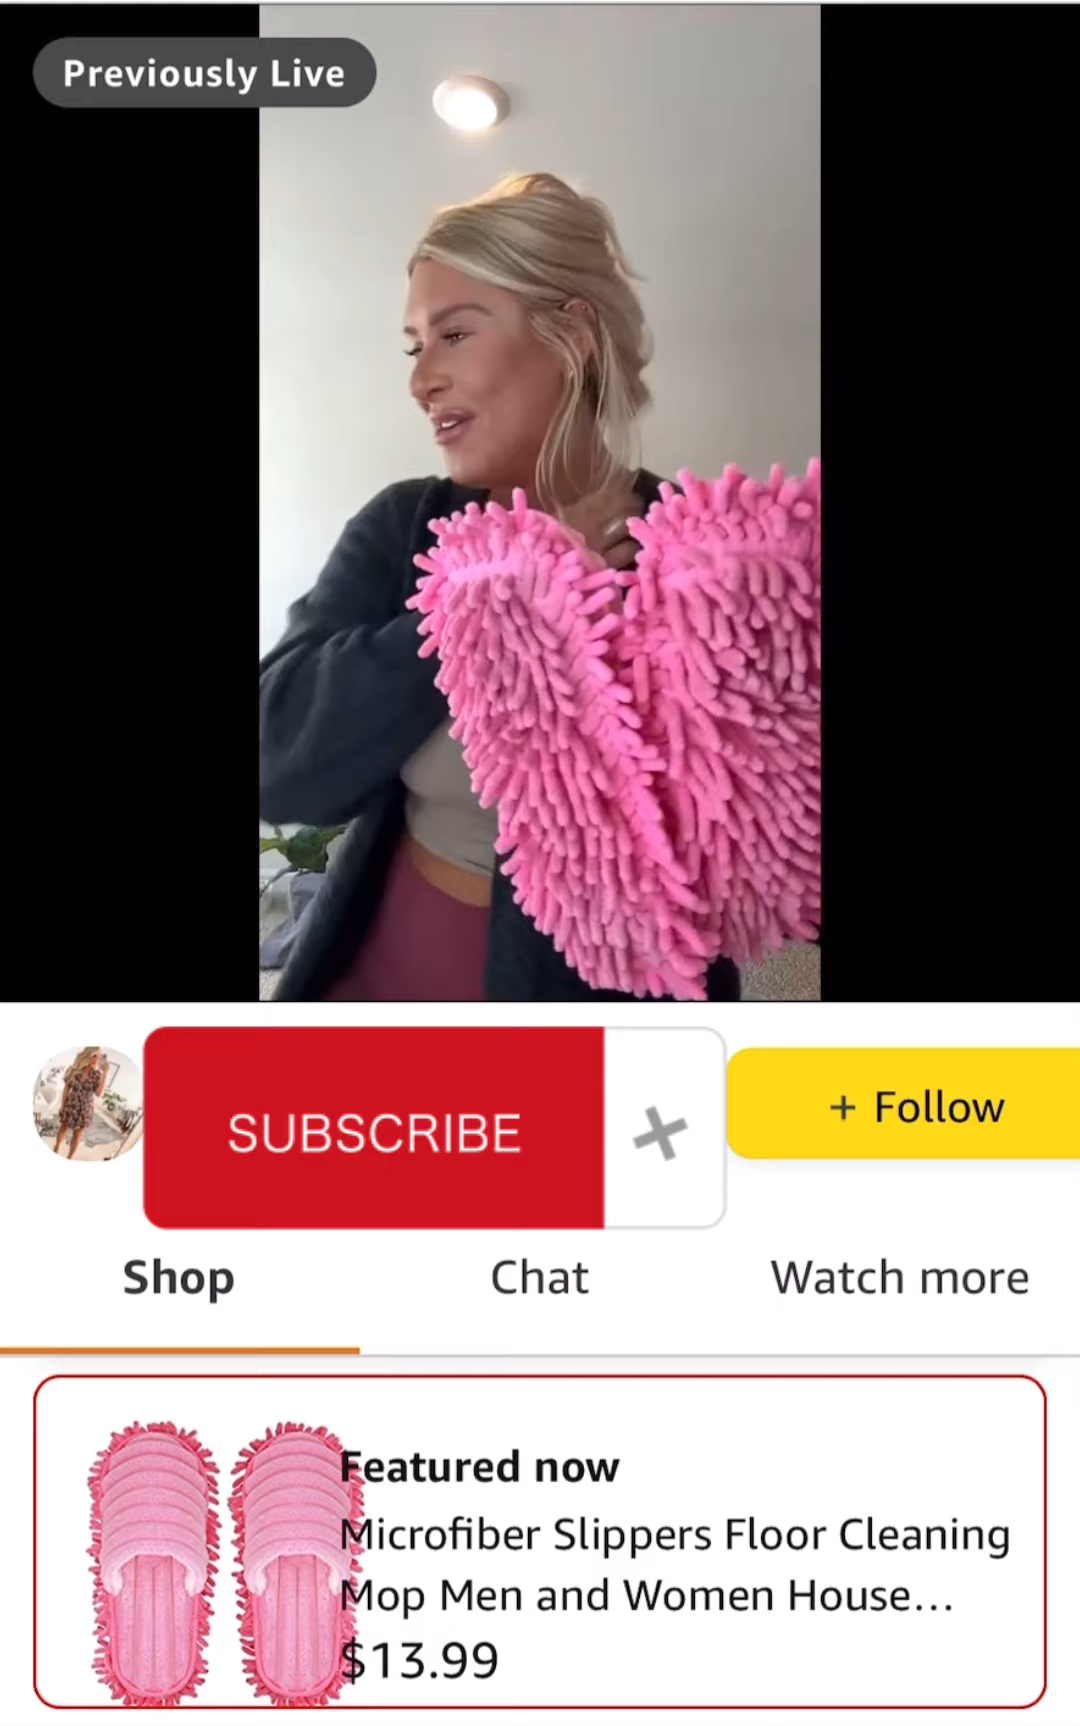 Previously Live
SUBSCRIBE
+ Follow
Shop
Chat
Watch more
Featured now
Microfiber Slippers Floor Cleaning
Mop Men and Women House...
$13.99